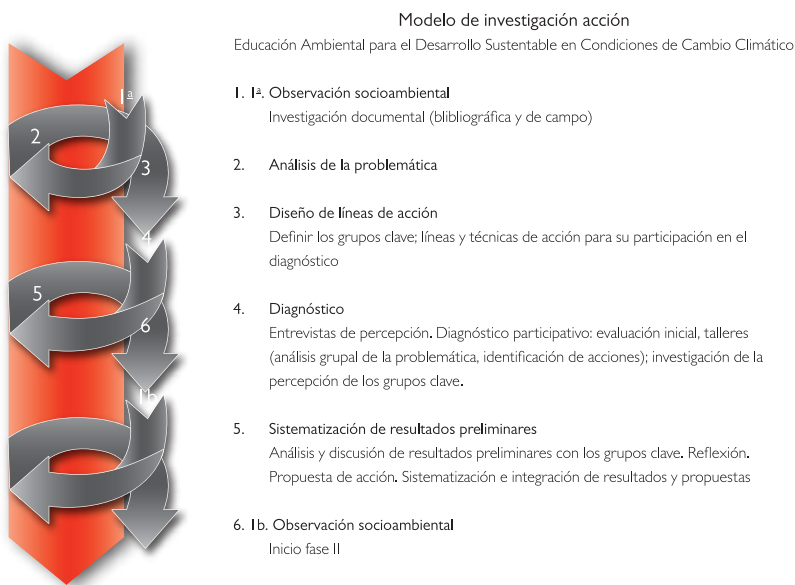 Modelo de investigación acción
Educación Ambiental para el Desarrollo Sustentable en Condiciones de Cambio Climático
1. 1ª. Observación socioambiental
Investigación documental (blibliográfica y de campo)
2. Análisis de la problemática
3. Diseño de líneas de acción
Definir los grupos clave; líneas y técnicas de acción para su participación en el
diagnóstico
4. Diagnóstico
Entrevistas de percepción. Diagnóstico participativo: evaluación inicial, talleres
(análisis grupal de la problemática, identificación de acciones); investigación de la
percepción de los grupos clave.
5. Sistematización de resultados preliminares
Análisis y discusión de resultados preliminares con los grupos clave. Reflexión.
Propuesta de acción. Sistematización e integración de resultados y propuestas
6. 1b. Observación socioambiental
Inicio fase II
1ª
2
3
4
5
6
1b